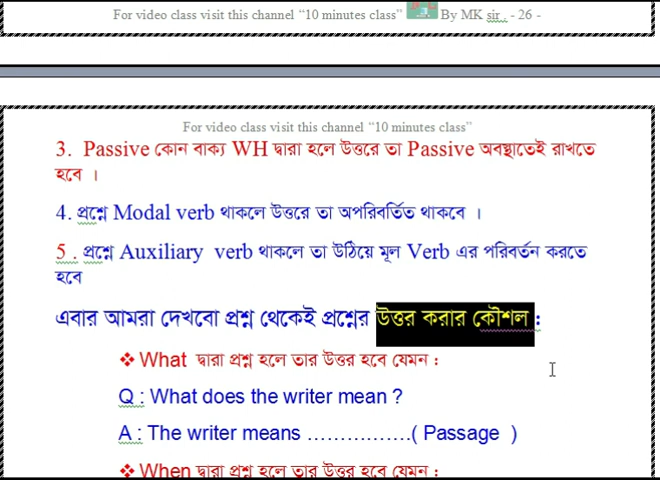 For video class visit this channel “10 minutes class” By MK sir . - 26 -
For video class visit this channel “10 minutes class”
3. Passive কোন বাক্য WH দ্বারা হলে উত্তরে তা Passive অবস্থাতেই রাখতে
হবে ।
4. প্রশ্নে Modal verb থাকলে উত্তরে তা অপরিবর্তিত থাকবে ।
5 . প্রশ্নে Auxiliary verb থাকলে তা উঠিয়ে মূল Verb এর পরিবর্তন করতে
হবে
এবার আমরা দেখবো প্রশ্ন থেকেই প্রশ্নের উত্তর করার কৌশল :
❖ What দ্বারা প্রশ্ন হলে তার উত্তর হবে যেমন :
Q : What does the writer mean ?
A : The writer means ………….….( Passage )
❖ When দ্বারা প্রশ্ন হলে তার উত্তর হবে যেমন :